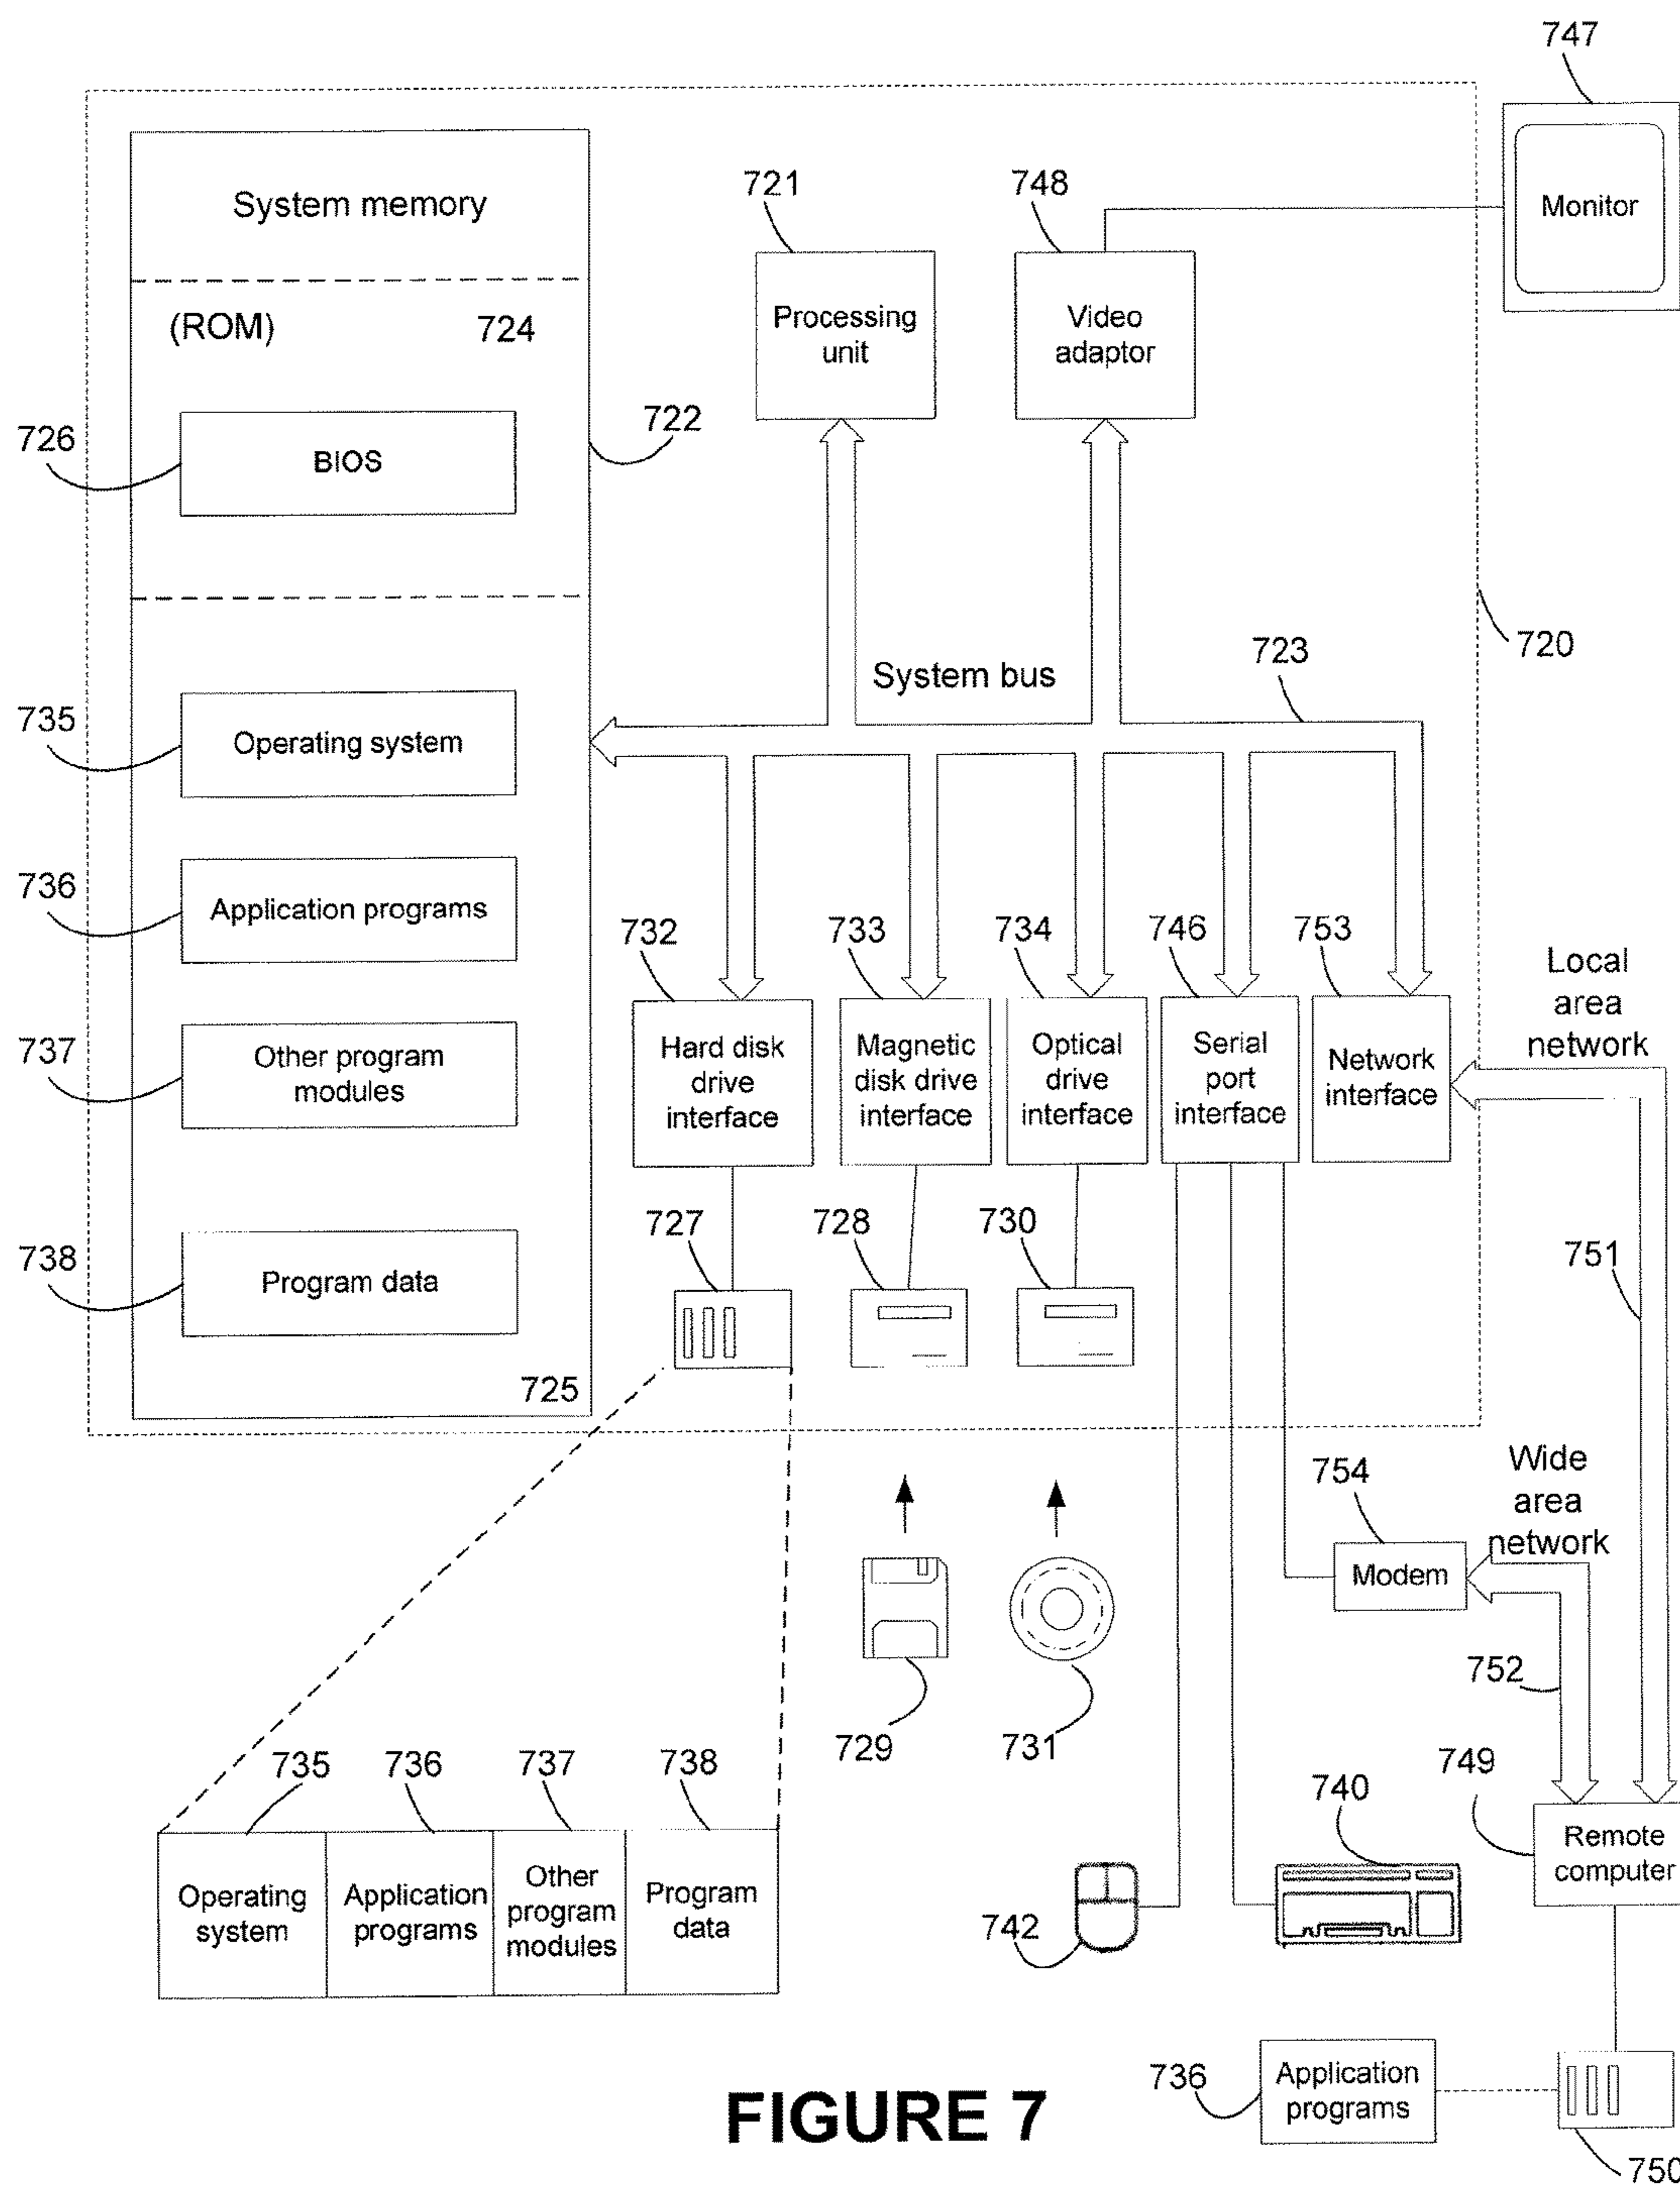 747
Monitor
System memory
721
748
Processing
unit
Video
adaptor
(ROM)
724
726
BIOS
722
720
System bus
723
735
Operating system
736
Application programs
737
Other program
modules
738
Program data
725
732
733
734
746
753
Hard disk
drive
interface
Magnetic
disk drive
interface
Optical
drive
interface
Serial
port
interface
Network
interface
Local
area
network
727
728
730
751
Wide
area
network
754
Modem
752
729
731
735
736
737
738
Operating
system
Application
programs
Other
program
modules
Program
data
749
Remote
computer
740
742
736
Application
programs
750
FIGURE 7